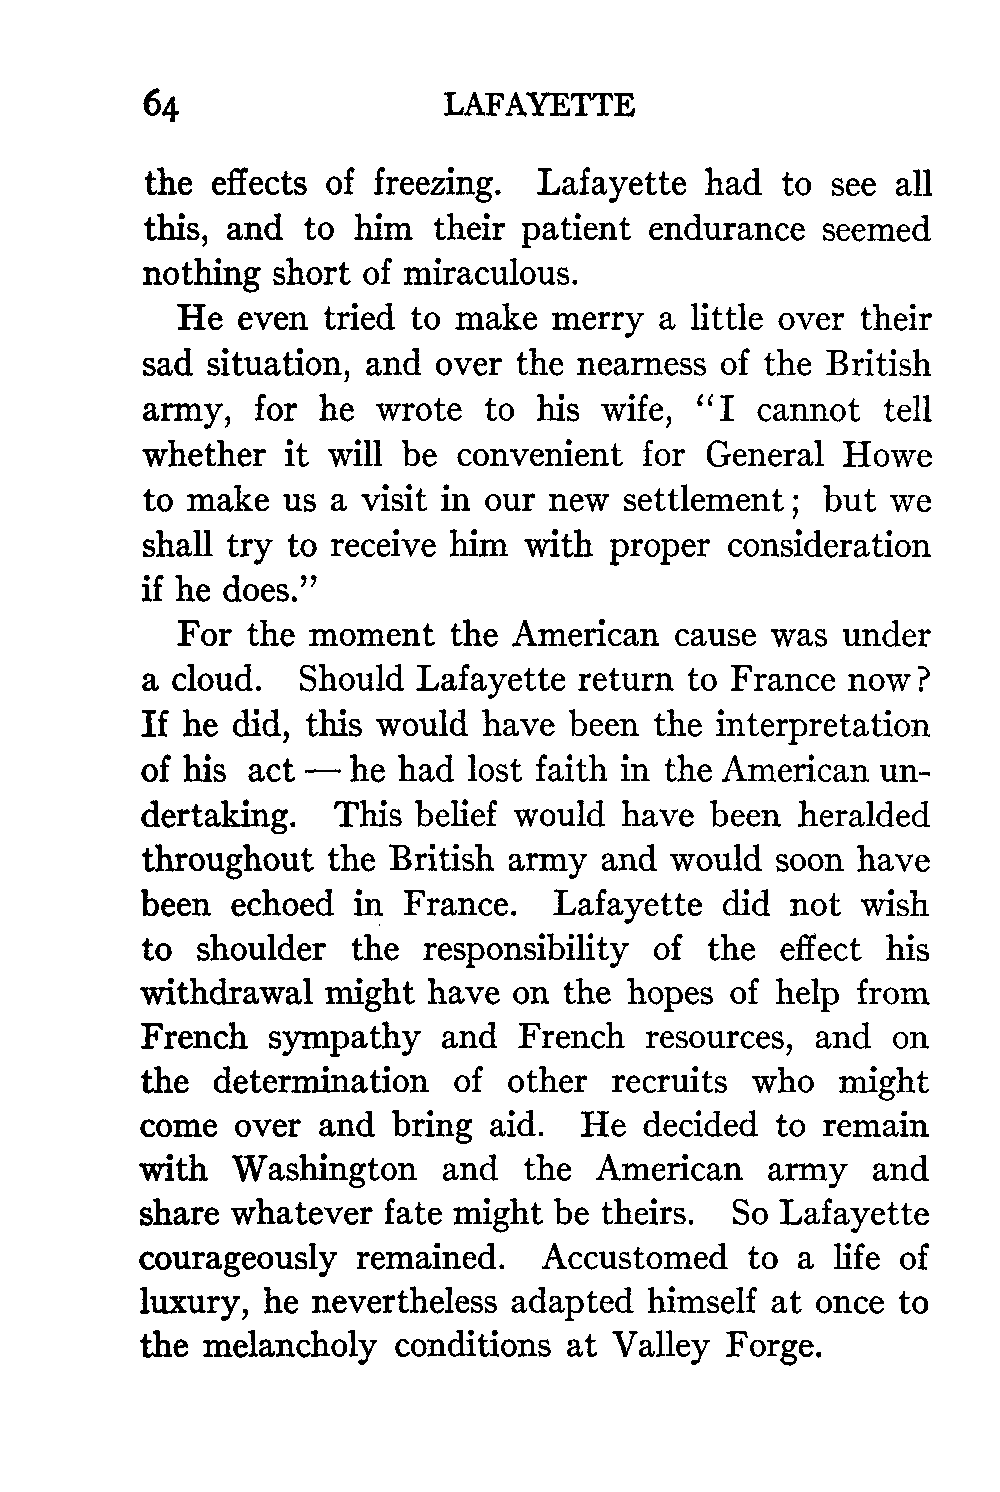 64 LAFAYETTE
the effects of freezing. Lafayette had to see all
this, and to him their patient endurance seemed
nothing short of miraculous.
He even tried to make merry a little over their
sad situation, and over the nearness of the British
army, for he wrote to his wife, "I cannot tell
whether it will be convenient for General Howe
to make us a visit in our new settlement; but we
shall try to receive him with proper consideration
if he does."
For the moment the American cause was under
a cloud. Should Lafayette return to France now?
If he did, this would have been the interpretation
of his act — he had lost faith in the American un-
dertaking. This belief would have been heralded
throughout the British army and would soon have
been echoed in France. Lafayette did not wish
to shoulder the responsibility of the effect his
withdrawal might have on the hopes of help from
French sympathy and French resources, and on
the determination of other recruits who might
come over and bring aid. He decided to remain
with Washington and the American army and
share whatever fate might be theirs. So Lafayette
courageously remained. Accustomed to a life of
luxury, he nevertheless adapted himself at once to
the melancholy conditions at Valley Forge.